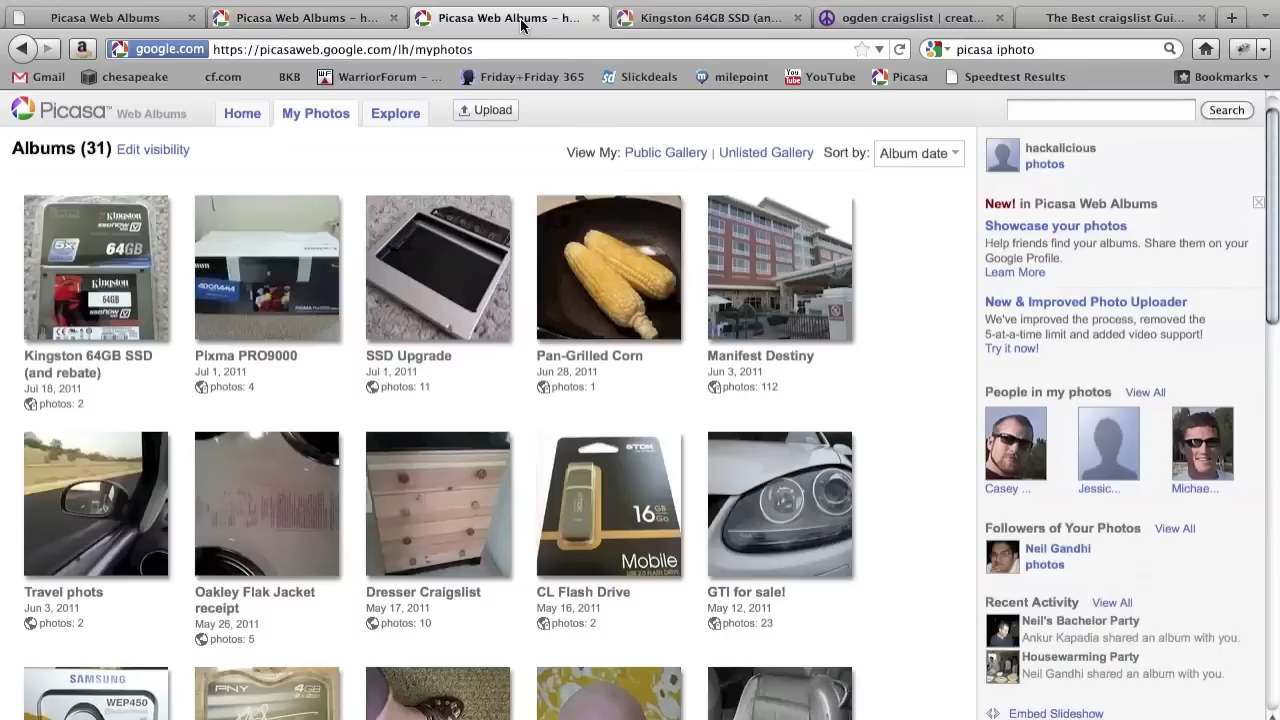 Picasa Web Albums
Picasa Web Albums - h...
Picasa Web Albums - h...
Kingston 64GB SSD (an...
ogden craigslist | creat...
The Best craigslist Gui...
google.com
https://picasaweb.google.com/lh/myphotos
picasa iphoto
Gmail
chesapeake
cf.com
BKB
WarriorForum - ...
Friday+Friday 365
Slickdeals
milepoint
YouTube
Picasa
Speedtest Results
Bookmarks
Picasa™ Web Albums
Home
My Photos
Explore
Upload
Search
Albums (31) Edit visibility
View My: Public Gallery | Unlisted Gallery Sort by: Album date
Kingston
64GB
Kingston
64GB
ADORAMA
Kingston 64GB SSD
(and rebate)
Jul 18, 2011
photos: 2
Pixma PRO9000
Jul 1, 2011
photos: 4
SSD Upgrade
Jul 1, 2011
photos: 11
Pan-Grilled Corn
Jun 28, 2011
photos: 1
Manifest Destiny
Jun 3, 2011
photos: 112
TDK
16 GB
Go
Mobile
Travel phots
Jun 3, 2011
photos: 2
Oakley Flak Jacket
receipt
May 26, 2011
photos: 5
Dresser Craigslist
May 17, 2011
photos: 10
CL Flash Drive
May 16, 2011
photos: 2
GTI for sale!
May 12, 2011
photos: 23
SAMSUNG
WEP450
PNY
4GB
hackalicious
photos
New! in Picasa Web Albums
Showcase your photos
Help friends find your albums. Share them on your
Google Profile.
Learn More
New & Improved Photo Uploader
We've improved the process, removed the
5-at-a-time limit and added video support!
Try it now!
People in my photos View All
Casey ...
Jessic...
Michae...
Followers of Your Photos View All
Neil Gandhi
photos
Recent Activity View All
Neil's Bachelor Party
Ankur Kapadia shared an album with you.
Housewarming Party
Neil Gandhi shared an album with you.
Embed Slideshow